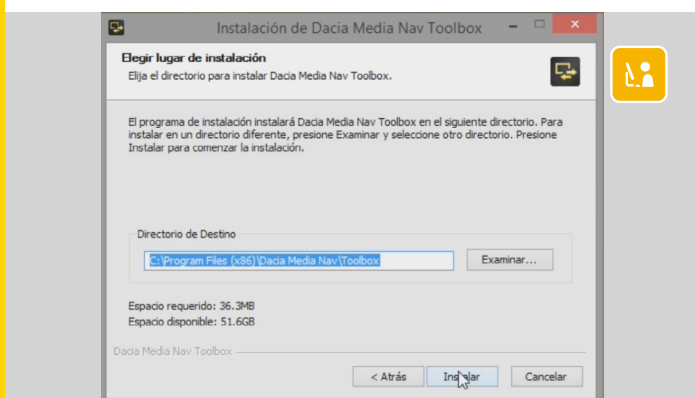 Instalación de Dacia Media Nav Toolbox
Elegir lugar de instalación
Elija el directorio para instalar Dacia Media Nav Toolbox.
El programa de instalación instalará Dacia Media Nav Toolbox en el siguiente directorio. Para
instalar en un directorio diferente, presione Examinar y seleccione otro directorio. Presione
Instalar para comenzar la instalación.
Directorio de Destino
C:\Program Files (x86)\Dacia Media Nav\Toolbox
Examinar...
Espacio requerido: 36.3MB
Espacio disponible: 51.6GB
Dacia Media Nav Toolbox
< Atrás
Instalar
Cancelar